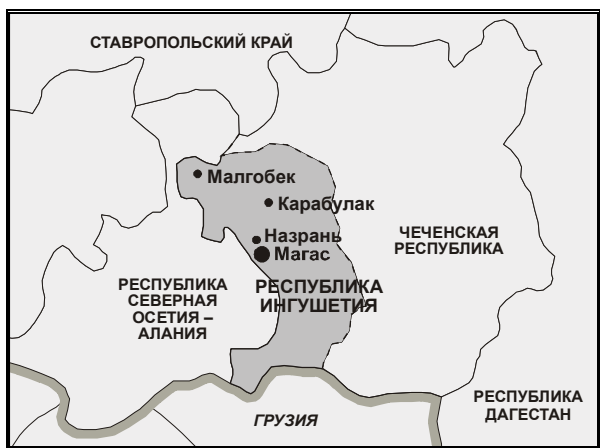 СТАВРОПОЛЬСКИЙ КРАЙ
Малгобек
Карабулак
Назрань
Магас
ЧЕЧЕНСКАЯ
РЕСПУБЛИКА
РЕСПУБЛИКА
СЕВЕРНАЯ
ОСЕТИЯ –
АЛАНИЯ
РЕСПУБЛИКА
ИНГУШЕТИЯ
РЕСПУБЛИКА
ДАГЕСТАН
ГРУЗИЯ